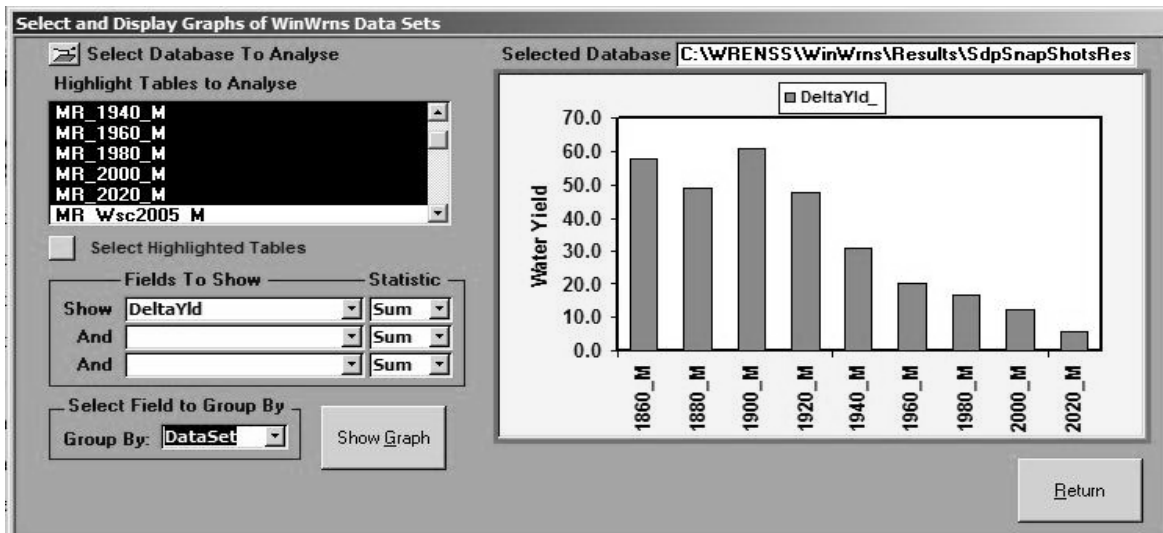 Select and Display Graphs of WinWrns Data Sets
Select Database To Analyse
Selected Database C:\WRENSS\WinWrns\Results\SdpSnapShotsRes
Highlight Tables to Analyse
MR_1940_M
MR_1960_M
MR_1980_M
MR_2000_M
MR_2020_M
MR_Wsc2005_M
Select Highlighted Tables
Fields To Show Statistic
Show DeltaYld Sum
And Sum
And Sum
Select Field to Group By
Group By: DataSet
Show Graph
DeltaYld_
Water Yield
70.0
60.0
50.0
40.0
30.0
20.0
10.0
0.0
1860_M
1880_M
1900_M
1920_M
1940_M
1960_M
1980_M
2000_M
2020_M
Return